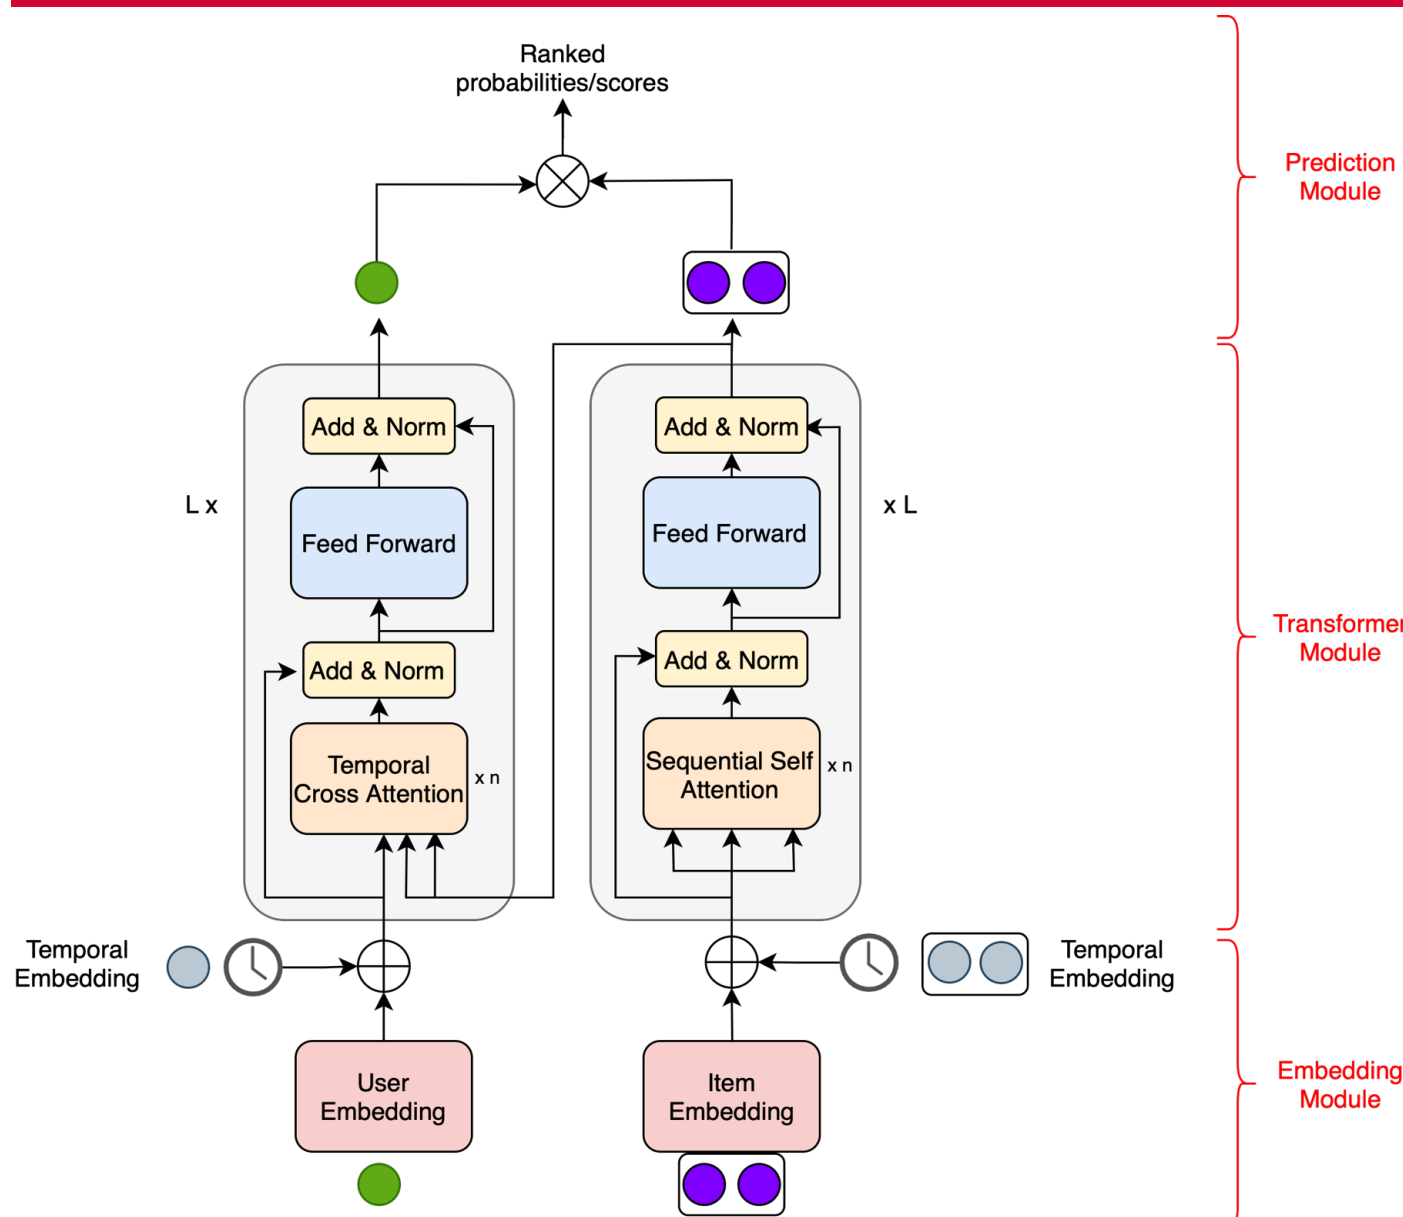 Ranked
probabilities/scores
Prediction
Module
Add & Norm
Add & Norm
L x
Feed Forward
Feed Forward
x L
Add & Norm
Add & Norm
Transformer
Module
Temporal
Cross Attention
x n
Sequential Self
Attention
x n
Temporal
Embedding
Temporal
Embedding
User
Embedding
Item
Embedding
Embedding
Module